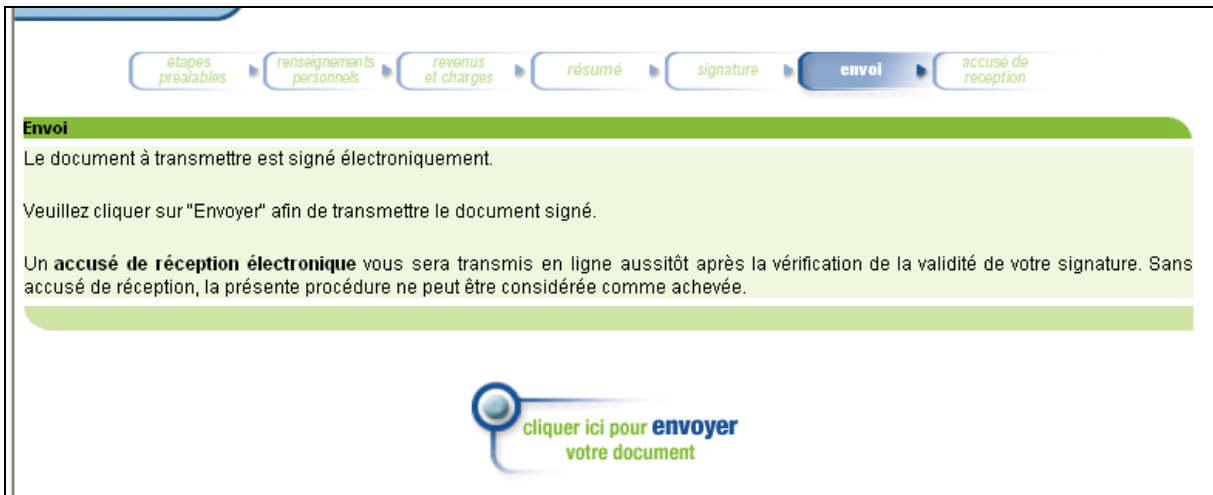 étapes préalables
renseignements personnels
revenus et charges
résumé
signature
envoi
accusé de reception
Envoi
Le document à transmettre est signé électroniquement.
Veuillez cliquer sur "Envoyer" afin de transmettre le document signé.
Un accusé de réception électronique vous sera transmis en ligne aussitôt après la vérification de la validité de votre signature. Sans
accusé de réception, la présente procédure ne peut être considérée comme achevée.
cliquer ici pour envoyer
votre document